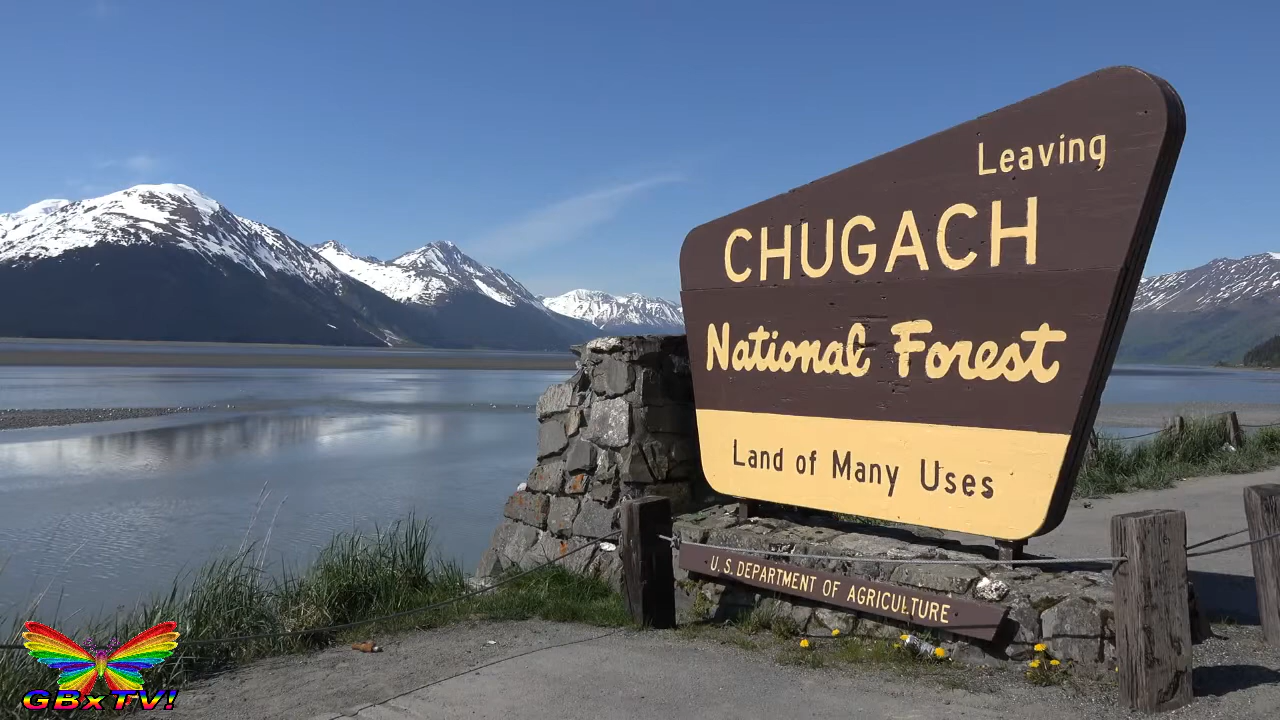 Leaving
CHUGACH
National Forest
Land of Many Uses
U.S. DEPARTMENT OF AGRICULTURE
GBxTV!